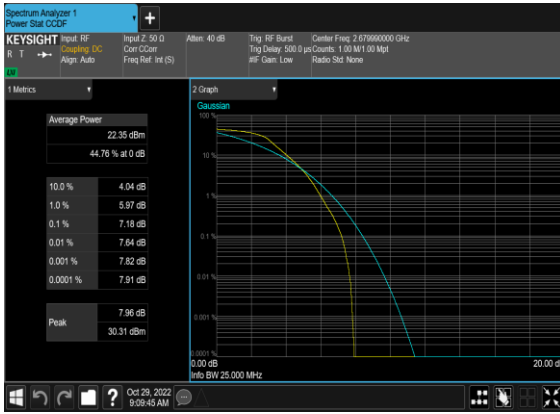 Spectrum Analyzer 1
Power Stat CCDF
+
KEYSIGHT
R T
LXI
Input: RF
Coupling: DC
Align: Auto
Input Z: 50 Ω
Corr CCorr
Freq Ref: Int (S)
Atten: 40 dB
Trig: RF Burst
Trig Delay: 500.0 µs
#IF Gain: Low
Center Freq: 2.679990000 GHz
Counts: 1.00 M/1.00 Mpt
Radio Std: None
1 Metrics
Average Power
22.35 dBm
44.76 % at 0 dB
10.0 % 4.04 dB
1.0 % 5.97 dB
0.1 % 7.18 dB
0.01 % 7.64 dB
0.001 % 7.82 dB
0.0001 % 7.91 dB
Peak
7.96 dB
30.31 dBm
2 Graph
Gaussian
100 %
10 %
1 %
0.1 %
0.01 %
0.001 %
0.0001 %
0.00 dB
20.00 d
Info BW 25.000 MHz
?
Oct 29, 2022
9:09:45 AM